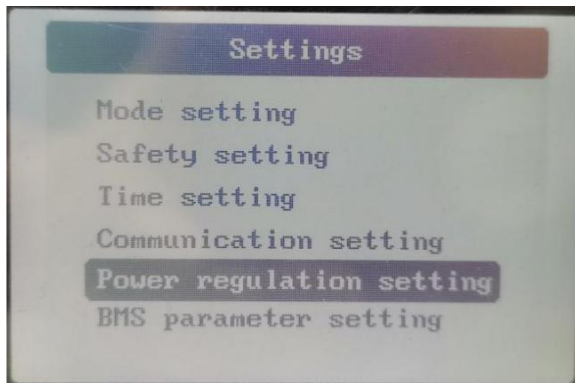 Settings
Mode setting
Safety setting
Time setting
Communication setting
Power regulation setting
BMS parameter setting